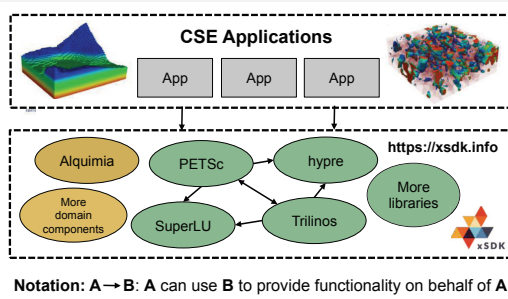 CSE Applications
App
App
App
https://xsdk.info
Alquimia
PETSc
hypre
More
libraries
More
domain
components
SuperLU
Trilinos
xSDK
Notation: A→B: A can use B to provide functionality on behalf of A